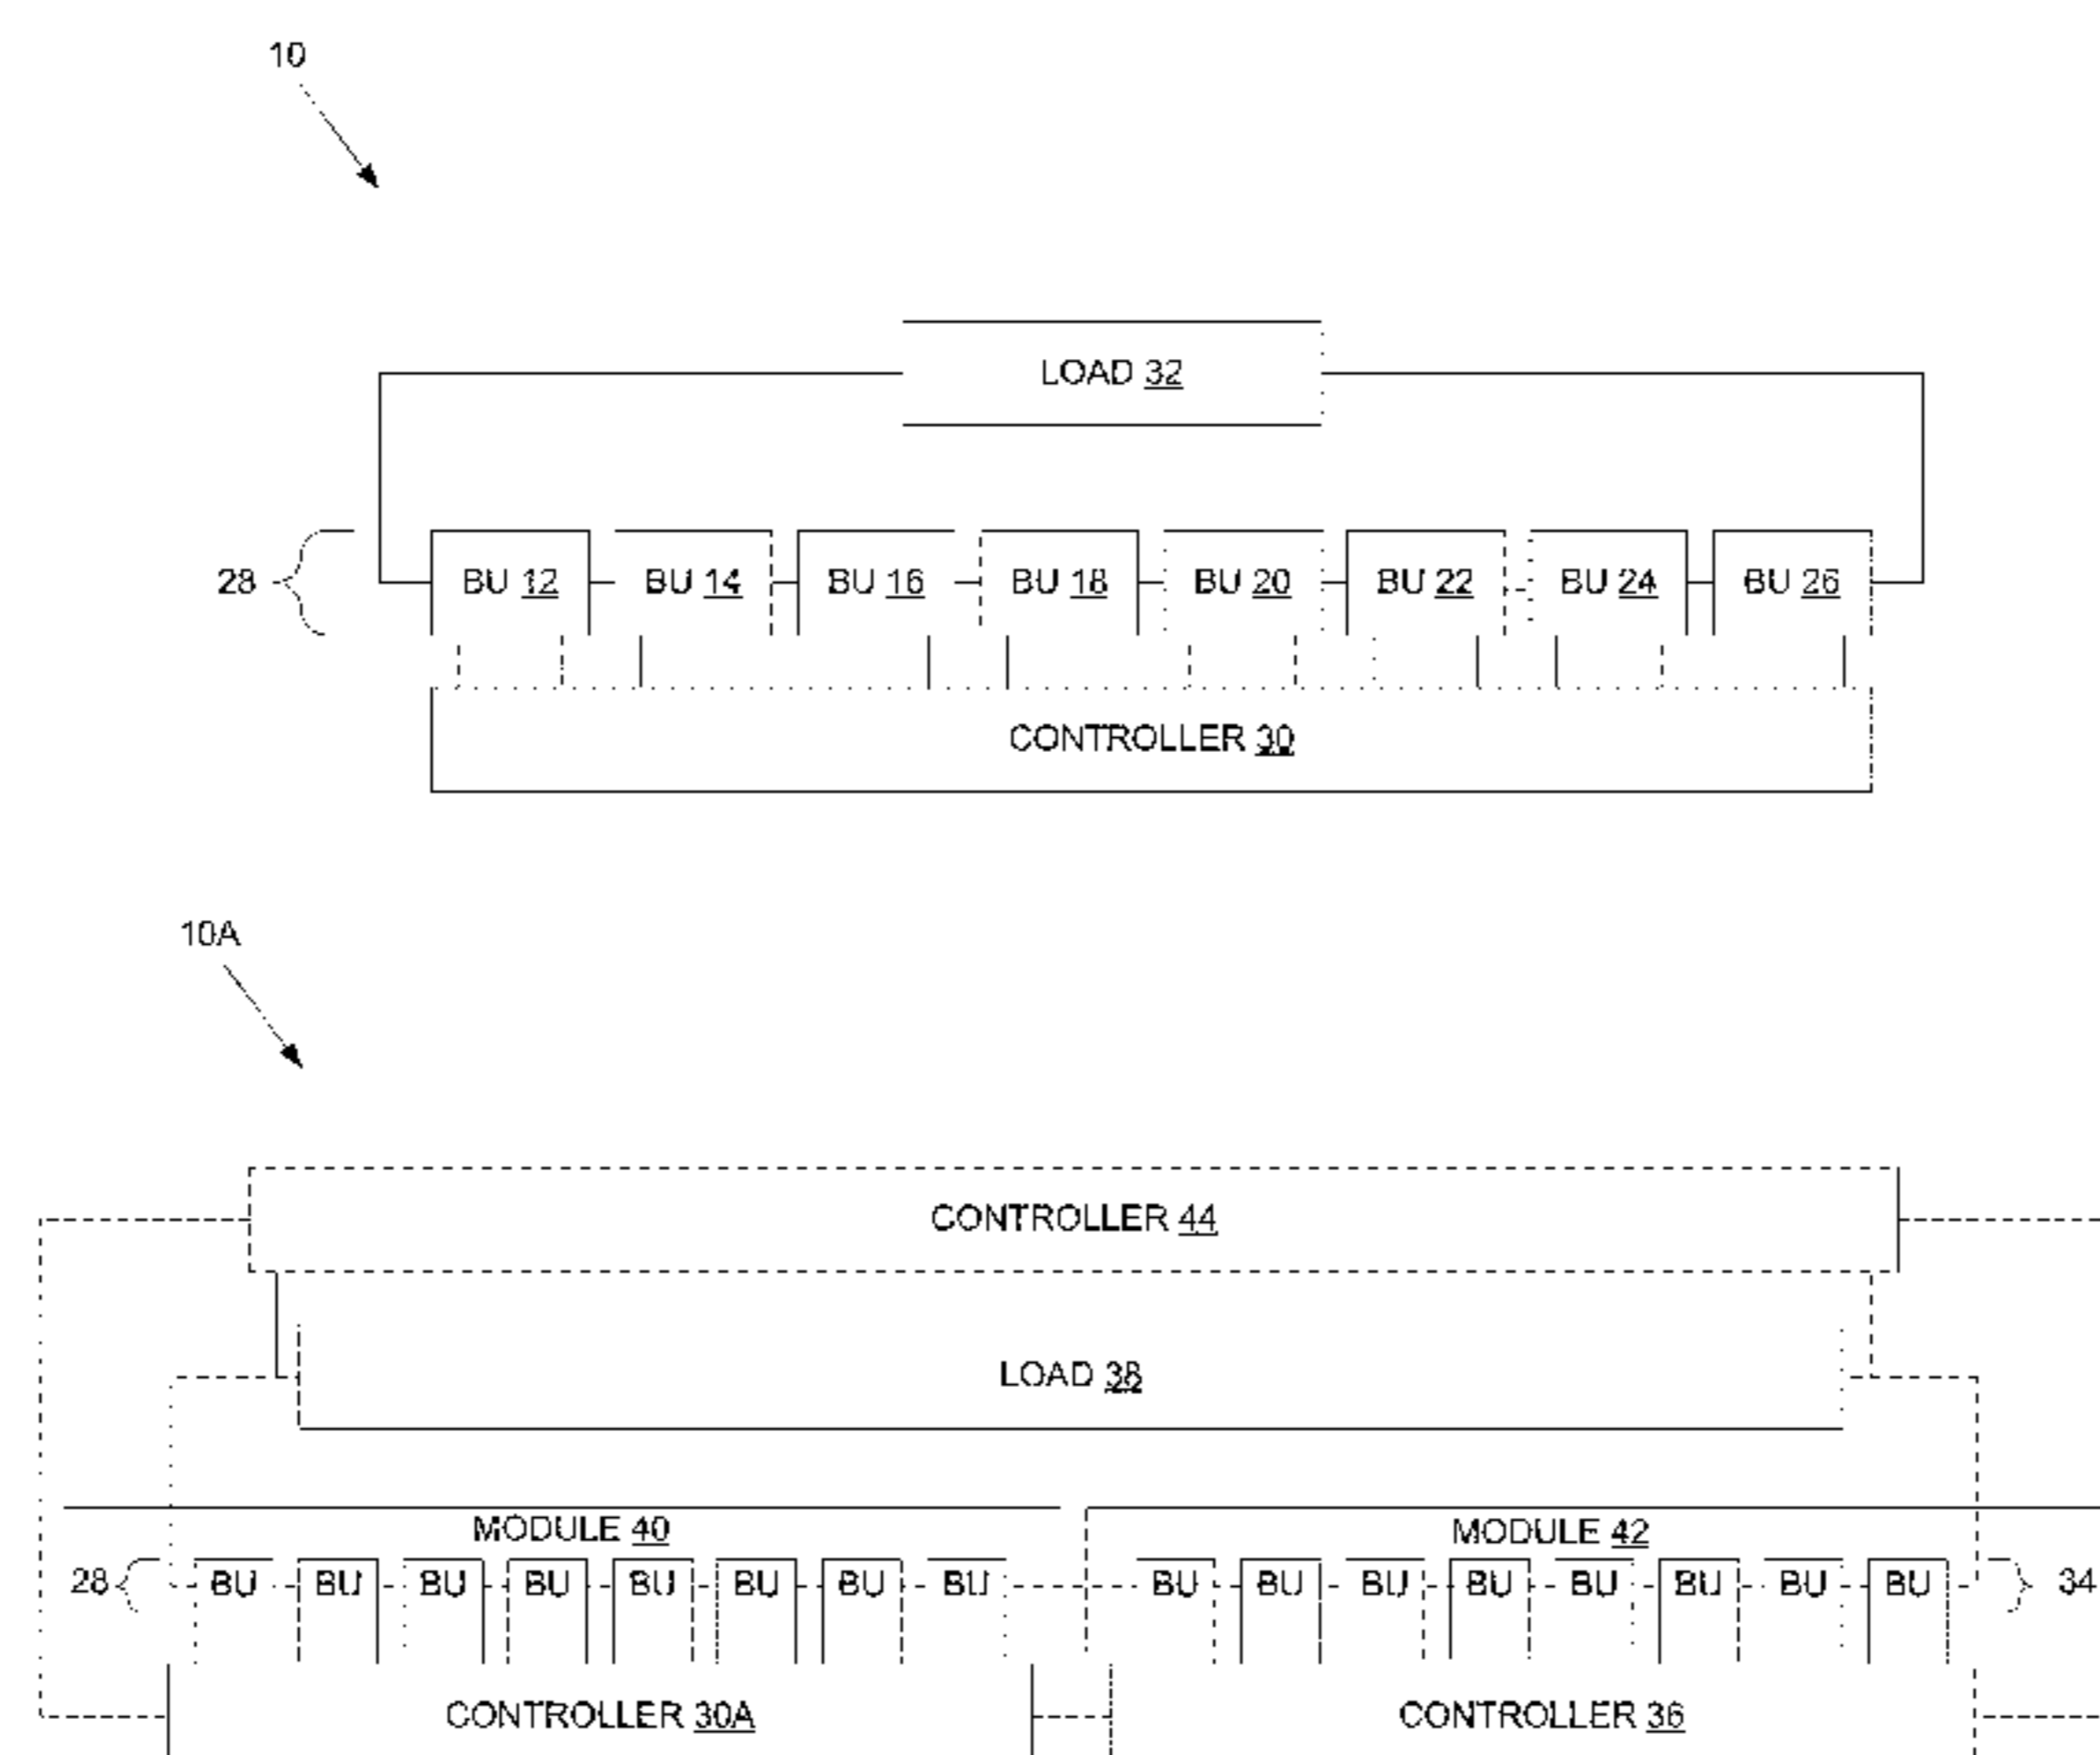 10
LOAD 32
28
BU 12 BU 14 BU 16 BU 18 BU 20 BU 22 BU 24 BU 26
CONTROLLER 30
10A
CONTROLLER 44
LOAD 38
MODULE 40 MODULE 42
28 BU BU BU BU BU BU BU BU BU BU BU BU BU BU BU BU 34
CONTROLLER 30A CONTROLLER 36